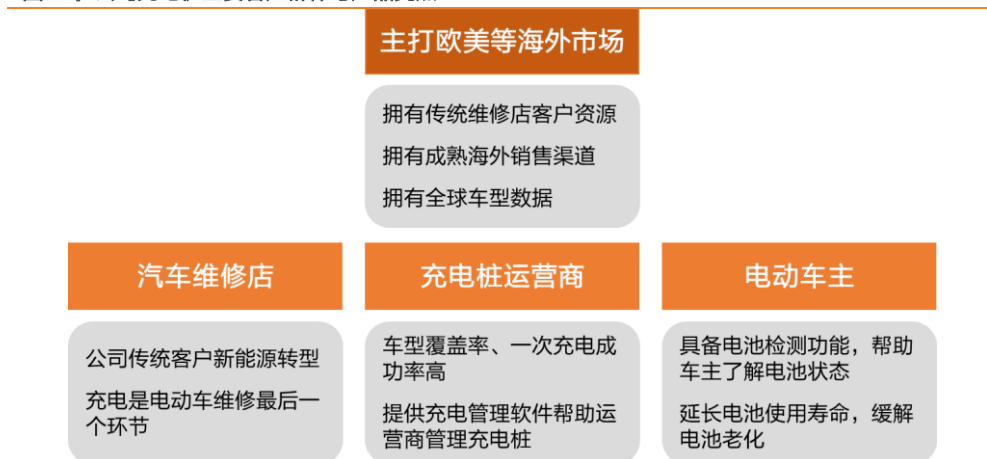 主打欧美等海外市场
拥有传统维修店客户资源
拥有成熟海外销售渠道
拥有全球车型数据
汽车维修店
公司传统客户新能源转型
充电是电动车维修最后一
个环节
充电桩运营商
车型覆盖率、一次充电成
功率高
提供充电管理软件帮助运
营商管理充电桩
电动车主
具备电池检测功能，帮助
车主了解电池状态
延长电池使用寿命，缓解
电池老化